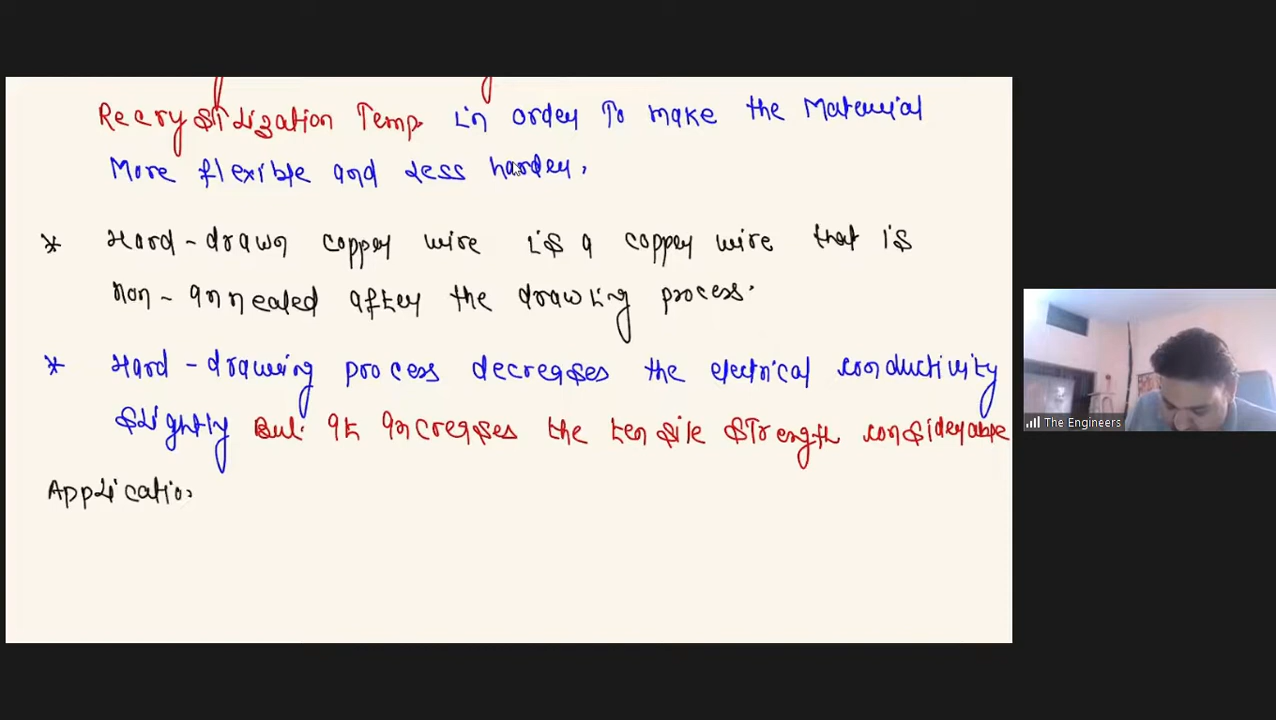 Recrystilization Temp. in order To make the Material
More flexible and Less harder.
* Hard-drawn copper wire is a copper wire that is
non-annealed after the drawing process.
* Hard-drawing process decreases the electrical conductivity
slightly But it increases the tensile strength considerable
Applicatio
The Engineers